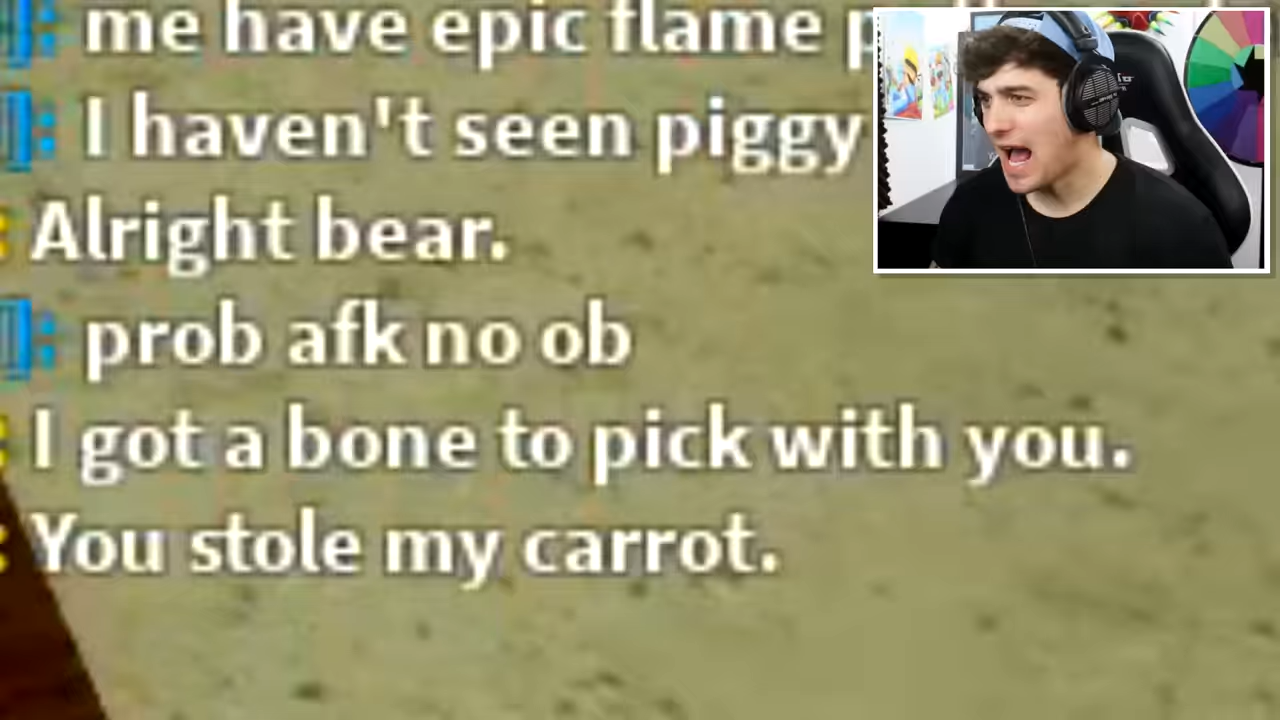 ]: me have epic flame p
]: I haven't seen piggy
: Alright bear.
]: prob afk no ob
: I got a bone to pick with you.
: You stole my carrot.